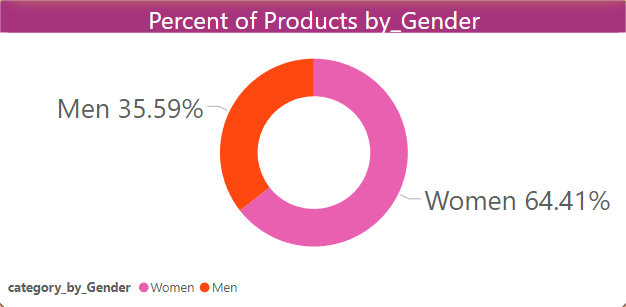 Percent of Products by_Gender
Men 35.59%
Women 64.41%
category_by_Gender Women Men